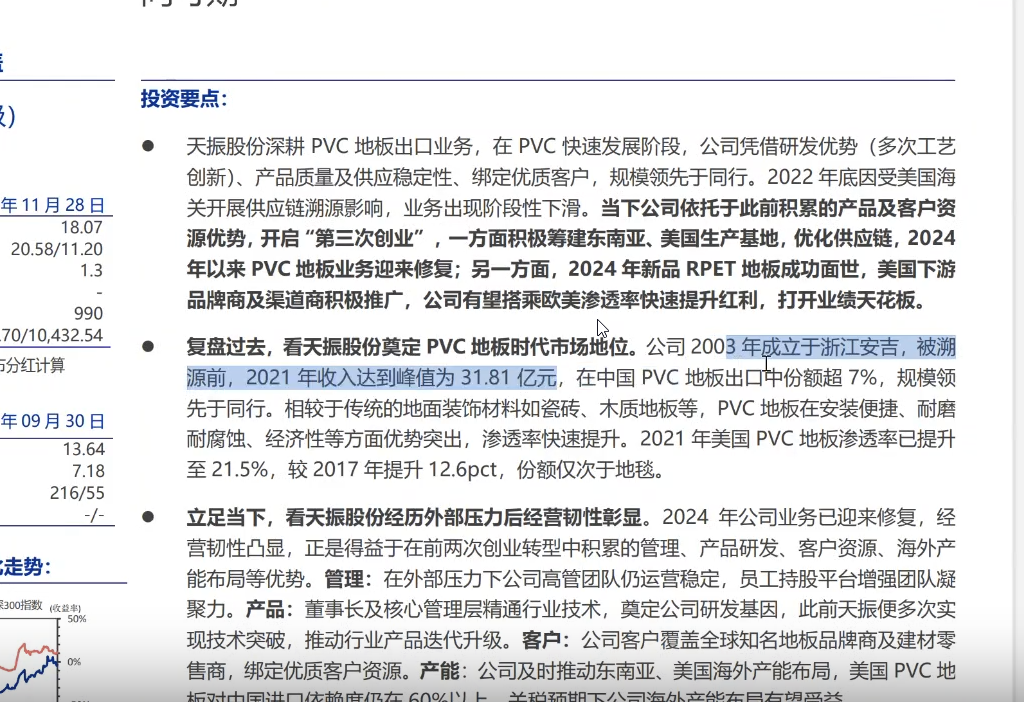 级）
年 11 月 28 日
18.07
20.58/11.20
1.3
-
990
70/10,432.54
布分红计算
年 09 月 30 日
13.64
7.18
216/55
-/-
比走势：
300指数 (收益率)
50%
0%
投资要点：
● 天振股份深耕 PVC 地板出口业务，在 PVC 快速发展阶段，公司凭借研发优势（多次工艺
创新）、产品质量及供应稳定性、绑定优质客户，规模领先于同行。2022 年底因受美国海
关开展供应链溯源影响，业务出现阶段性下滑。当下公司依托于此前积累的产品及客户资
源优势，开启“第三次创业”，一方面积极筹建东南亚、美国生产基地，优化供应链，2024
年以来 PVC 地板业务迎来修复；另一方面，2024 年新品 RPET 地板成功面世，美国下游
品牌商及渠道商积极推广，公司有望搭乘欧美渗透率快速提升红利，打开业绩天花板。
● 复盘过去，看天振股份奠定 PVC 地板时代市场地位。公司 2003 年成立于浙江安吉，被溯
源前，2021 年收入达到峰值为 31.81 亿元，在中国 PVC 地板出口中份额超 7%，规模领
先于同行。相较于传统的地面装饰材料如瓷砖、木质地板等，PVC 地板在安装便捷、耐磨
耐腐蚀、经济性等方面优势突出，渗透率快速提升。2021 年美国 PVC 地板渗透率已提升
至 21.5%，较 2017 年提升 12.6pct，份额仅次于地毯。
● 立足当下，看天振股份经历外部压力后经营韧性彰显。2024 年公司业务已迎来修复，经
营韧性凸显，正是得益于在前两次创业转型中积累的管理、产品研发、客户资源、海外产
能布局等优势。管理：在外部压力下公司高管团队仍运营稳定，员工持股平台增强团队凝
聚力。产品：董事长及核心管理层精通行业技术，奠定公司研发基因，此前天振便多次实
现技术突破，推动行业产品迭代升级。客户：公司客户覆盖全球知名地板品牌商及建材零
售商，绑定优质客户资源。产能：公司及时推动东南亚、美国海外产能布局，美国 PVC 地
板对中国进口依赖度仍在 60%以上，关税预期下公司海外产能布局有望受益